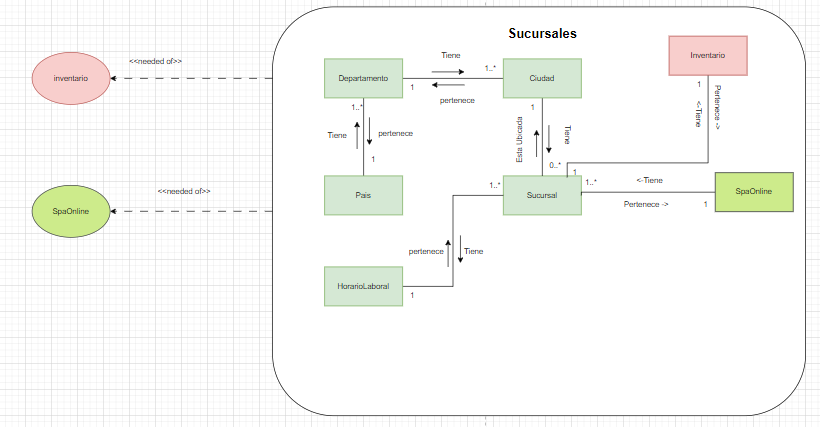 Sucursales
<<needed of>>
inventario
Tiene
Departamento
1..*
Ciudad
Inventario
1
pertenece
1
1
1..*
Tiene
pertenece
Esta Ubicada
Tiene
<-Tiene
Pertenece ->
1
0..*
1
<<needed of>>
SpaOnline
Pais
1..*
Sucursal
1..*
<-Tiene
SpaOnline
Pertenece ->
1
pertenece
Tiene
HorarioLaboral
1